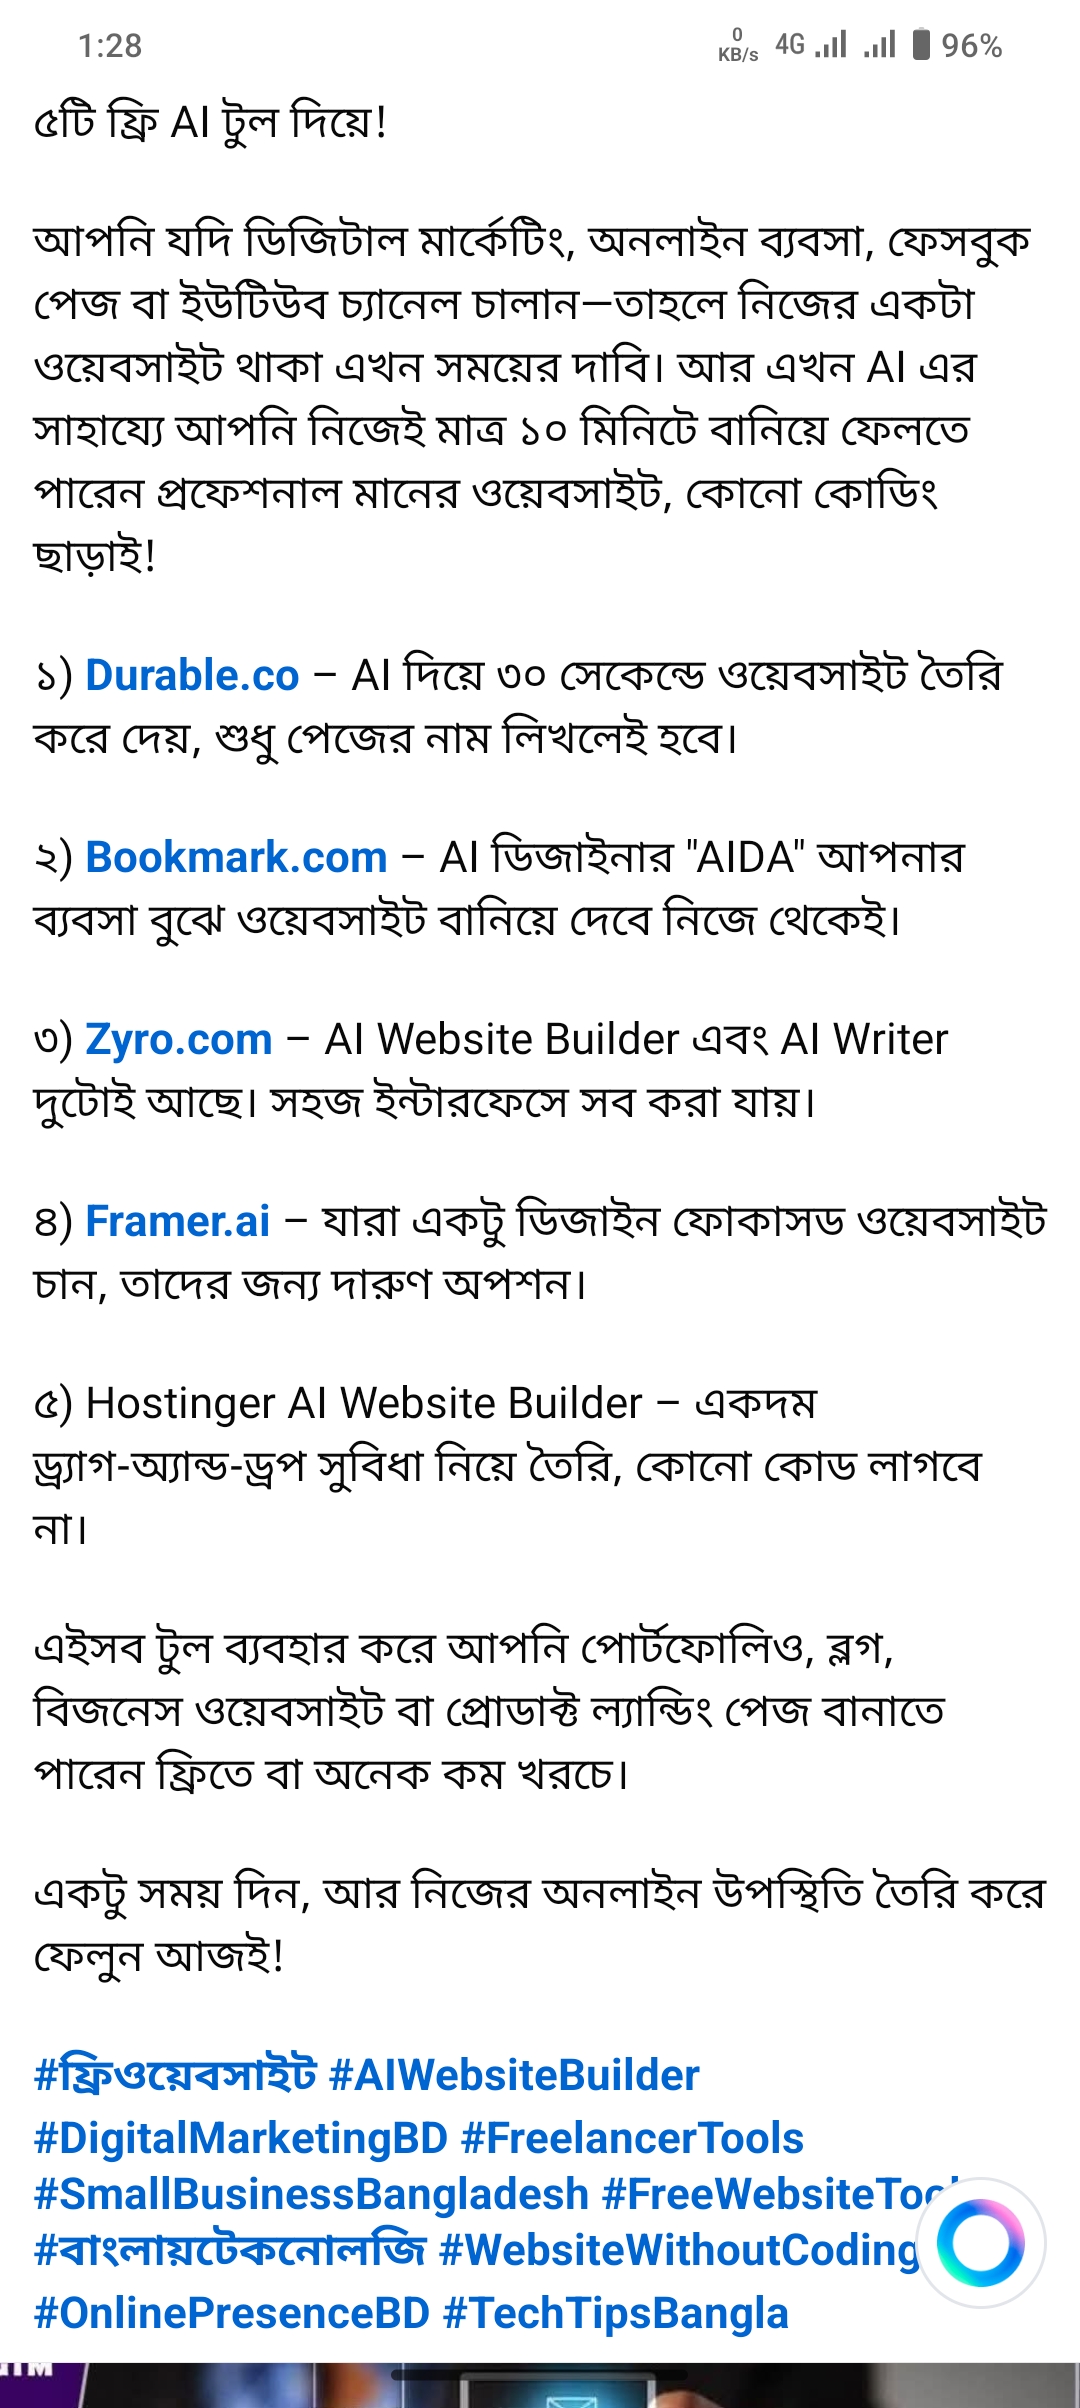 1:28
0
KB/s 4G 96%
৫টি ফ্রি AI টুল দিয়ে!
আপনি যদি ডিজিটাল মার্কেটিং, অনলাইন ব্যবসা, ফেসবুক
পেজ বা ইউটিউব চ্যানেল চালান—তাহলে নিজের একটা
ওয়েবসাইট থাকা এখন সময়ের দাবি। আর এখন AI এর
সাহায্যে আপনি নিজেই মাত্র ১০ মিনিটে বানিয়ে ফেলতে
পারেন প্রফেশনাল মানের ওয়েবসাইট, কোনো কোডিং
ছাড়াই!
১) Durable.co – AI দিয়ে ৩০ সেকেন্ডে ওয়েবসাইট তৈরি
করে দেয়, শুধু পেজের নাম লিখলেই হবে।
২) Bookmark.com – AI ডিজাইনার "AIDA" আপনার
ব্যবসা বুঝে ওয়েবসাইট বানিয়ে দেবে নিজে থেকেই।
৩) Zyro.com – AI Website Builder এবং AI Writer
দুটোই আছে। সহজ ইন্টারফেসে সব করা যায়।
৪) Framer.ai – যারা একটু ডিজাইন ফোকাসড ওয়েবসাইট
চান, তাদের জন্য দারুণ অপশন।
৫) Hostinger AI Website Builder – একদম
ড্র্যাগ-অ্যান্ড-ড্রপ সুবিধা নিয়ে তৈরি, কোনো কোড লাগবে
না।
এইসব টুল ব্যবহার করে আপনি পোর্টফোলিও, ব্লগ,
বিজনেস ওয়েবসাইট বা প্রোডাক্ট ল্যান্ডিং পেজ বানাতে
পারেন ফ্রিতে বা অনেক কম খরচে।
একটু সময় দিন, আর নিজের অনলাইন উপস্থিতি তৈরি করে
ফেলুন আজই!
#ফ্রিওয়েবসাইট #AIWebsiteBuilder
#DigitalMarketingBD #FreelancerTools
#SmallBusinessBangladesh
#বাংলায়টেকনোলজি #WebsiteWithoutCoding
#OnlinePresenceBD #TechTipsBangla